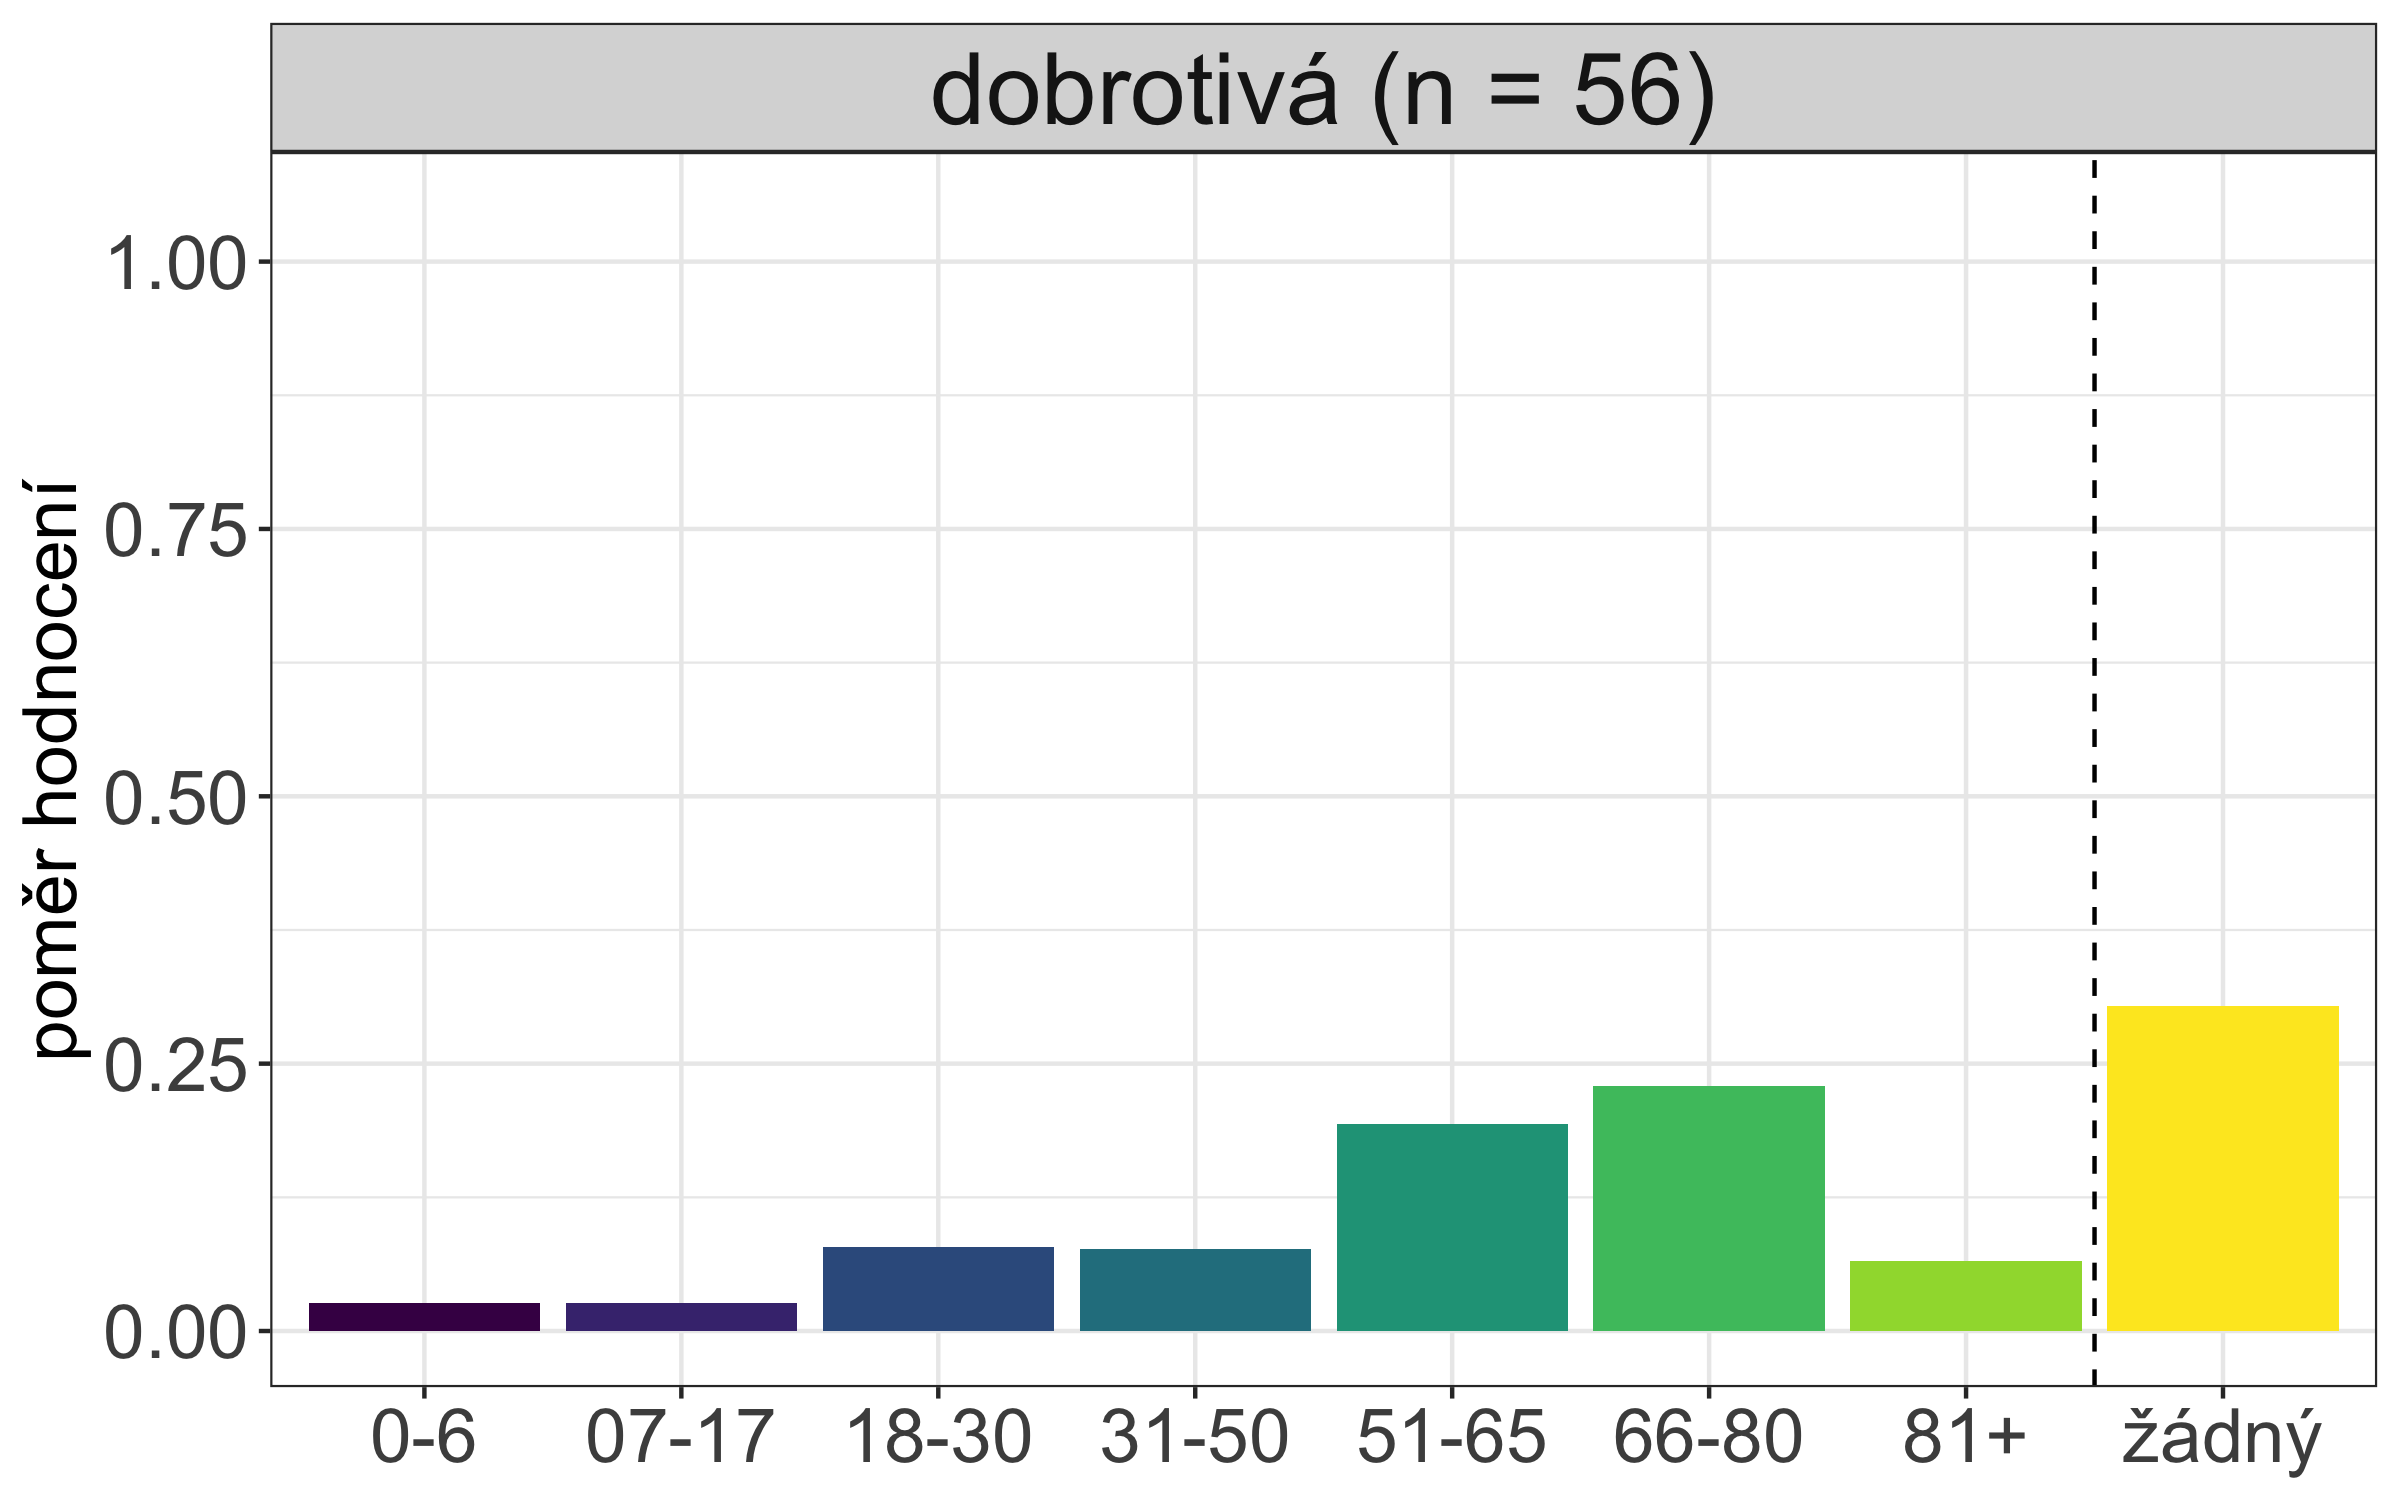 dobrotivá (n = 56)
poměr hodnocení
1.00
0.75
0.50
0.25
0.00
0-6 07-17 18-30 31-50 51-65 66-80 81+ žádný